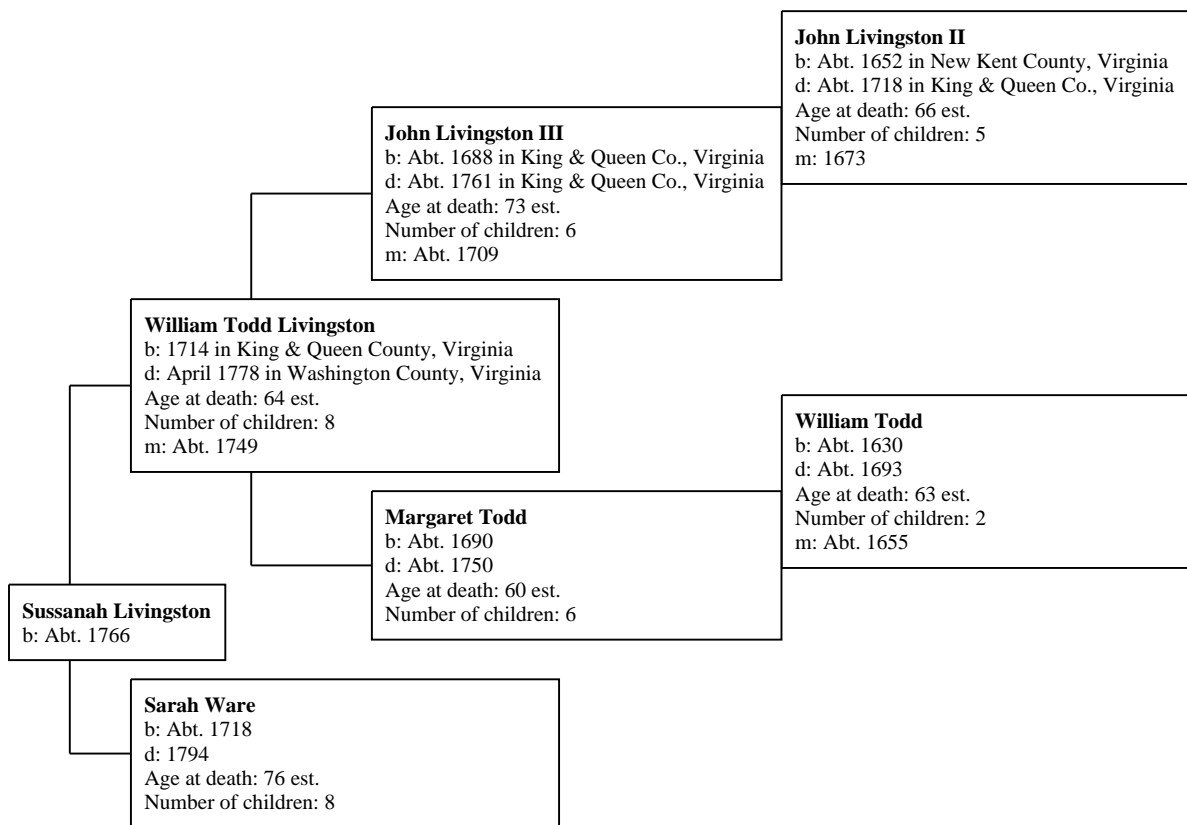 John Livingston II
b: Abt. 1652 in New Kent County, Virginia
d: Abt. 1718 in King & Queen Co., Virginia
Age at death: 66 est.
Number of children: 5
m: 1673
John Livingston III
b: Abt. 1688 in King & Queen Co., Virginia
d: Abt. 1761 in King & Queen Co., Virginia
Age at death: 73 est.
Number of children: 6
m: Abt. 1709
William Todd Livingston
b: 1714 in King & Queen County, Virginia
d: April 1778 in Washington County, Virginia
Age at death: 64 est.
Number of children: 8
m: Abt. 1749
William Todd
b: Abt. 1630
d: Abt. 1693
Age at death: 63 est.
Number of children: 2
m: Abt. 1655
Margaret Todd
b: Abt. 1690
d: Abt. 1750
Age at death: 60 est.
Number of children: 6
Sussanah Livingston
b: Abt. 1766
Sarah Ware
b: Abt. 1718
d: 1794
Age at death: 76 est.
Number of children: 8